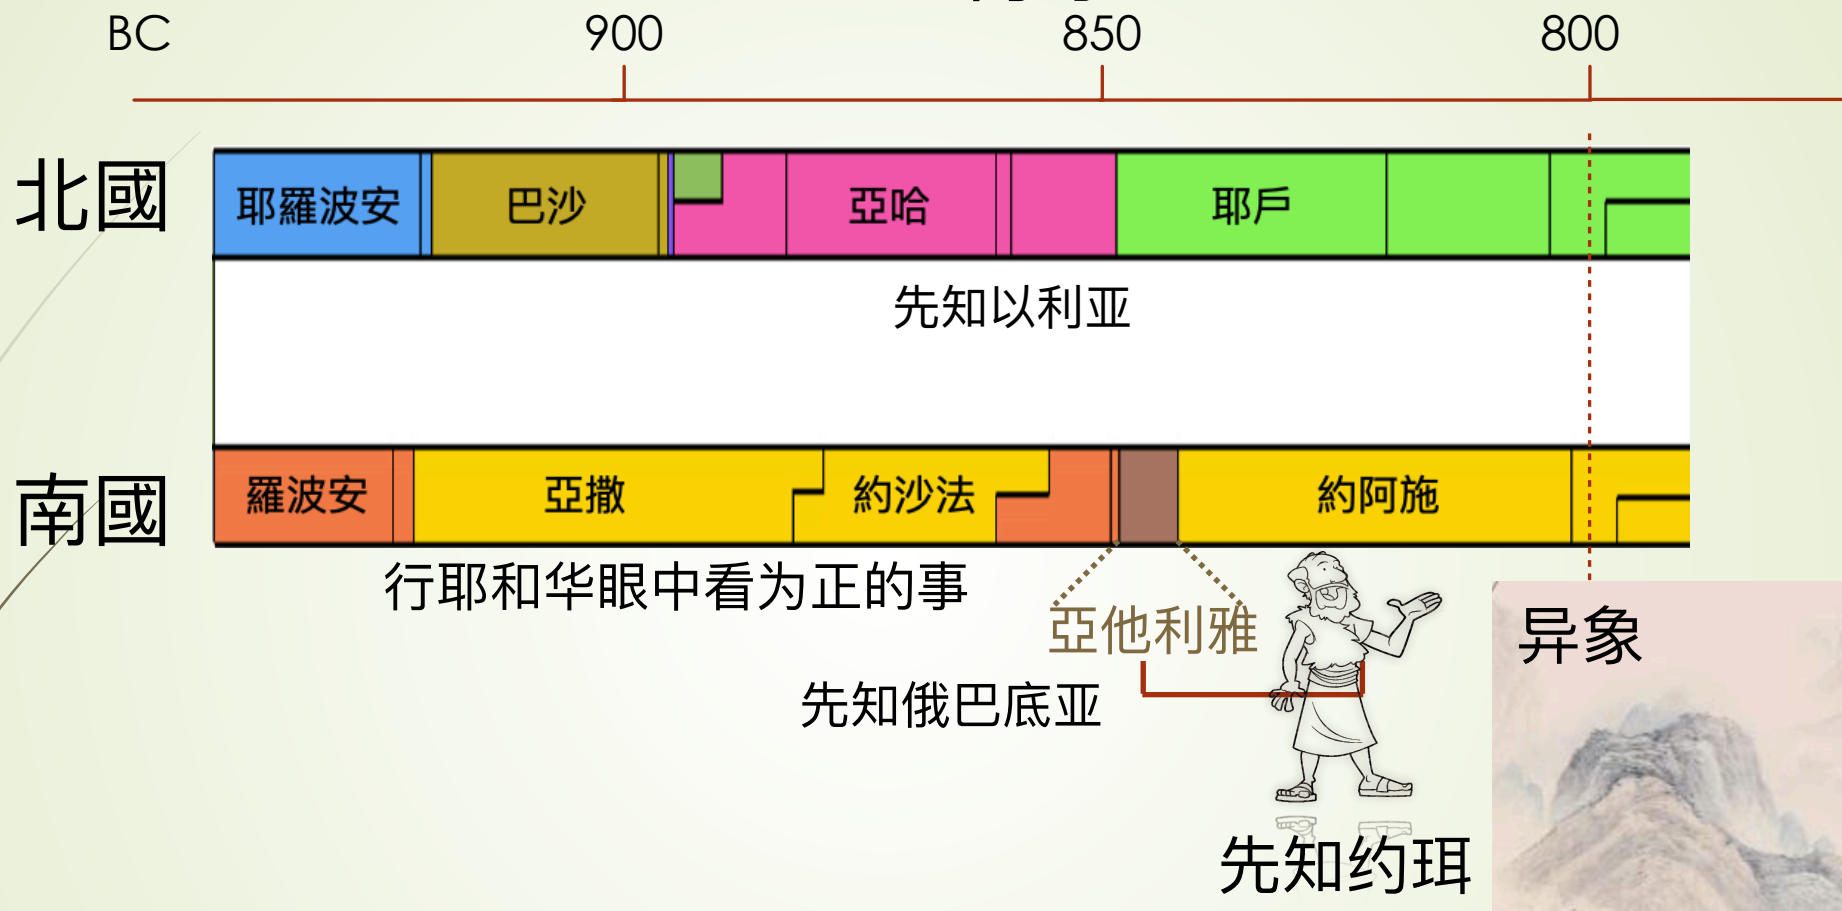 BC 900 850 800
北國
耶羅波安 巴沙 亞哈 耶戶
先知以利亚
南國
羅波安 亞撒 約沙法 約阿施
行耶和华眼中看为正的事
亞他利雅
异象
先知俄巴底亚
先知约珥